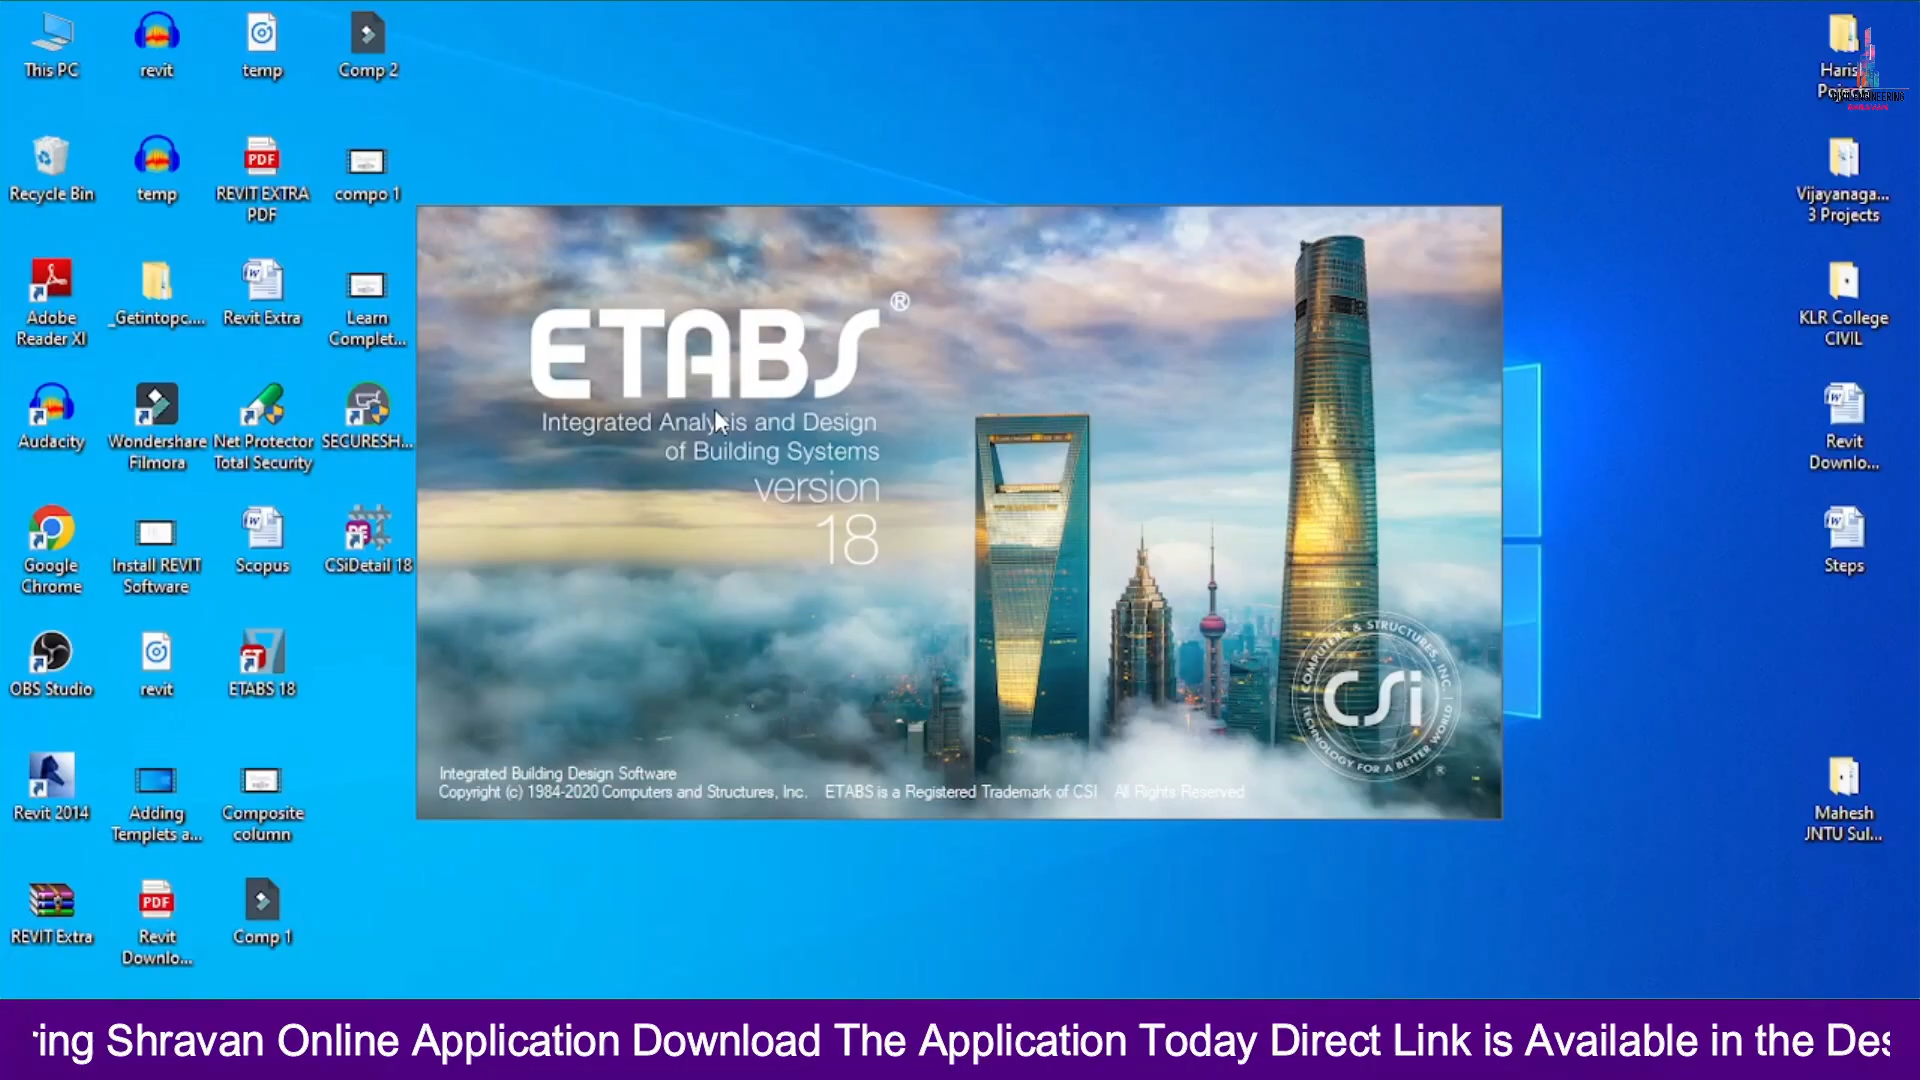 This PC
revit
temp
Comp 2
Recycle Bin
temp
REVIT EXTRA
PDF
compo 1
Adobe
Reader XI
_Getintopc....
Revit Extra
Learn
Complet...
Audacity
Wondershare
Filmora
Net Protector
Total Security
SECURESH...
Google
Chrome
Install REVIT
Software
Scopus
CSiDetail 18
OBS Studio
revit
ETABS 18
Revit 2014
Adding
Templets a...
Composite
column
REVIT Extra
Revit
Downlo...
Comp 1
ETABS®
Integrated Analysis and Design
of Building Systems
version
18
COMPUTERS & STRUCTURES, INC.
CSi
TECHNOLOGY FOR A BETTER WORLD ®
Integrated Building Design Software
Copyright (c) 1984-2020 Computers and Structures, Inc. ETABS is a Registered Trademark of CSI All Rights Reserved
Vijayanaga...
3 Projects
KLR College
CIVIL
Revit
Downlo...
Steps
Mahesh
JNTU Sul...
ring Shravan Online Application Download The Application Today Direct Link is Available in the Des